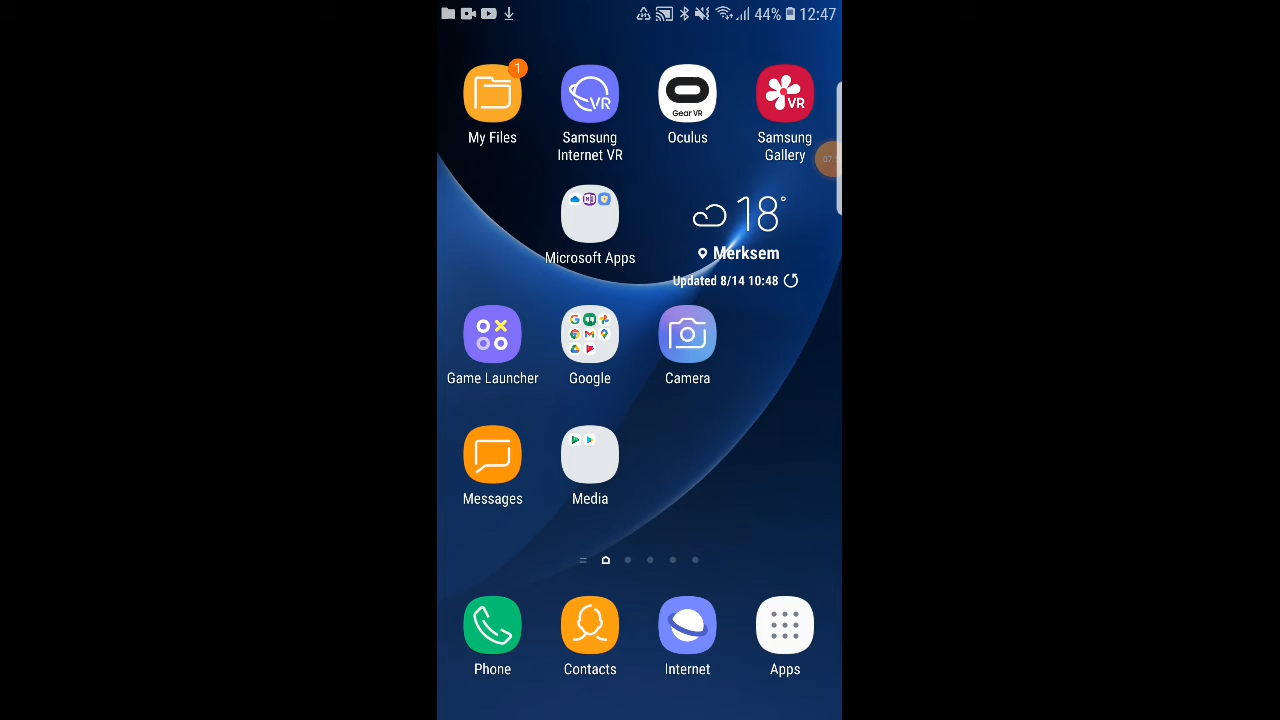 44% 12:47
1
VR
Gear VR
VR
My Files
Samsung
Internet VR
Oculus
Samsung
Gallery
07
18°
Microsoft Apps
Merksem
Updated 8/14 10:48
Game Launcher
Google
Camera
Messages
Media
Phone
Contacts
Internet
Apps